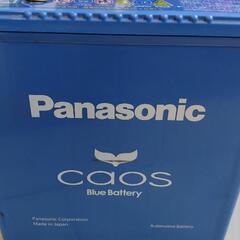 Panasonic
caos
Blue Battery
Panasonic Corporation
Made in Japan
Automotive Battery